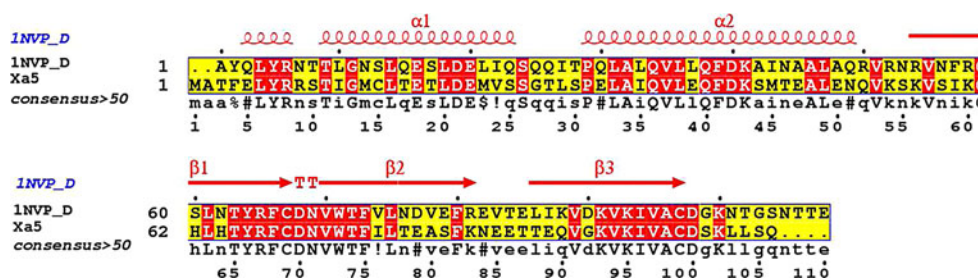 α1 α2
1NVP_D
1NVP_D 1 ..AYQLYRNTTLGNSLQESLDELIQSQQITPQLALQVLLQFDKAINAALAQRVRNRVNFR
Xa5 1 MATFELYRRSTIGMCLTETLDEMVSSGTLSPELAIQVLEQFDKSMTEALENQVKSKVSIK
consensus>50 maa%#LYRnsTiGmcLqEsLDE$!qSqqisP#LAiQVLlQFDKaineALe#qVknkVnik
1 5 10 15 20 25 30 35 40 45 50 55 60
β1 TT β2 β3
1NVP_D
1NVP_D 60 SLNTYRFCDNVWTFVLNDVEFREVTELIKVDKVKIVACDGKNTGSNTTE
Xa5 62 HLHTYRFCDNVWTFILTEASFKNEETTEQVGKVKIVACDSKLLSQ....
consensus>50 hLnTYRFCDNVWTF!Ln#veFk#veeliqVdKVKIVACDgKllgqntte
65 70 75 80 85 90 95 100 105 110